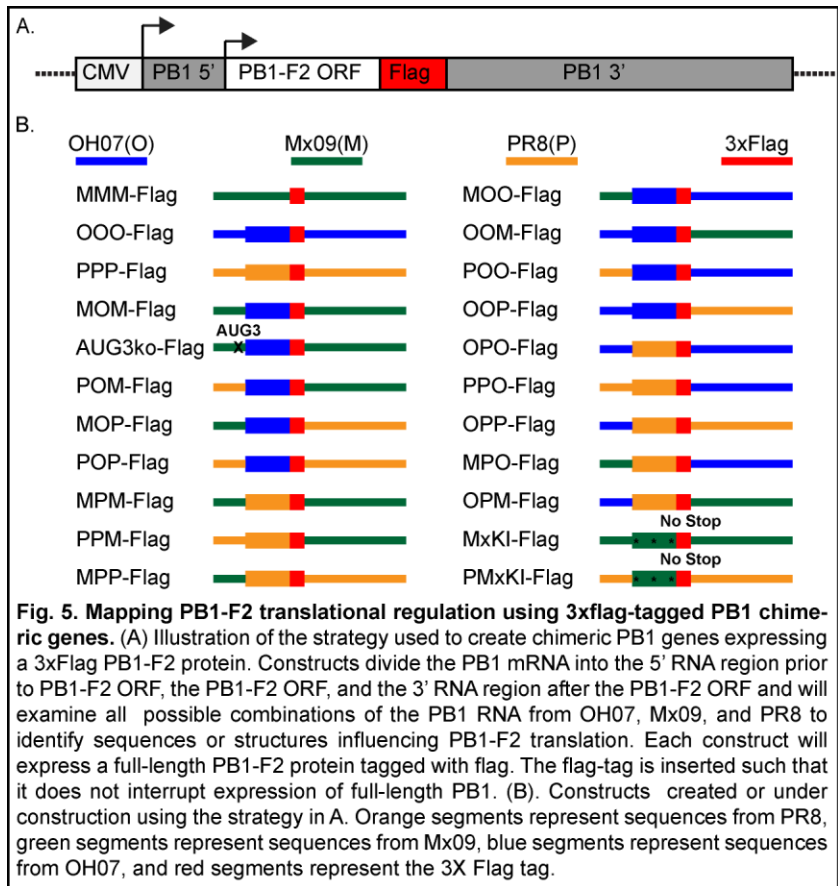 A.
CMV PB1 5' PB1-F2 ORF Flag PB1 3'
B.
OH07(O) Mx09(M) PR8(P) 3xFlag
MMM-Flag MOO-Flag
OOO-Flag OOM-Flag
PPP-Flag POO-Flag
MOM-Flag OOP-Flag
AUG3
AUG3ko-Flag x OPO-Flag
POM-Flag PPO-Flag
MOP-Flag OPP-Flag
POP-Flag MPO-Flag
MPM-Flag OPM-Flag
No Stop
PPM-Flag MxKI-Flag * * *
No Stop
MPP-Flag PMxKI-Flag * * *
Fig. 5. Mapping PB1-F2 translational regulation using 3xflag-tagged PB1 chime-
ric genes. (A) Illustration of the strategy used to create chimeric PB1 genes expressing
a 3xFlag PB1-F2 protein. Constructs divide the PB1 mRNA into the 5' RNA region prior
to PB1-F2 ORF, the PB1-F2 ORF, and the 3' RNA region after the PB1-F2 ORF and will
examine all possible combinations of the PB1 RNA from OH07, Mx09, and PR8 to
identify sequences or structures influencing PB1-F2 translation. Each construct will
express a full-length PB1-F2 protein tagged with flag. The flag-tag is inserted such that
it does not interrupt expression of full-length PB1. (B). Constructs created or under
construction using the strategy in A. Orange segments represent sequences from PR8,
green segments represent sequences from Mx09, blue segments represent sequences
from OH07, and red segments represent the 3X Flag tag.